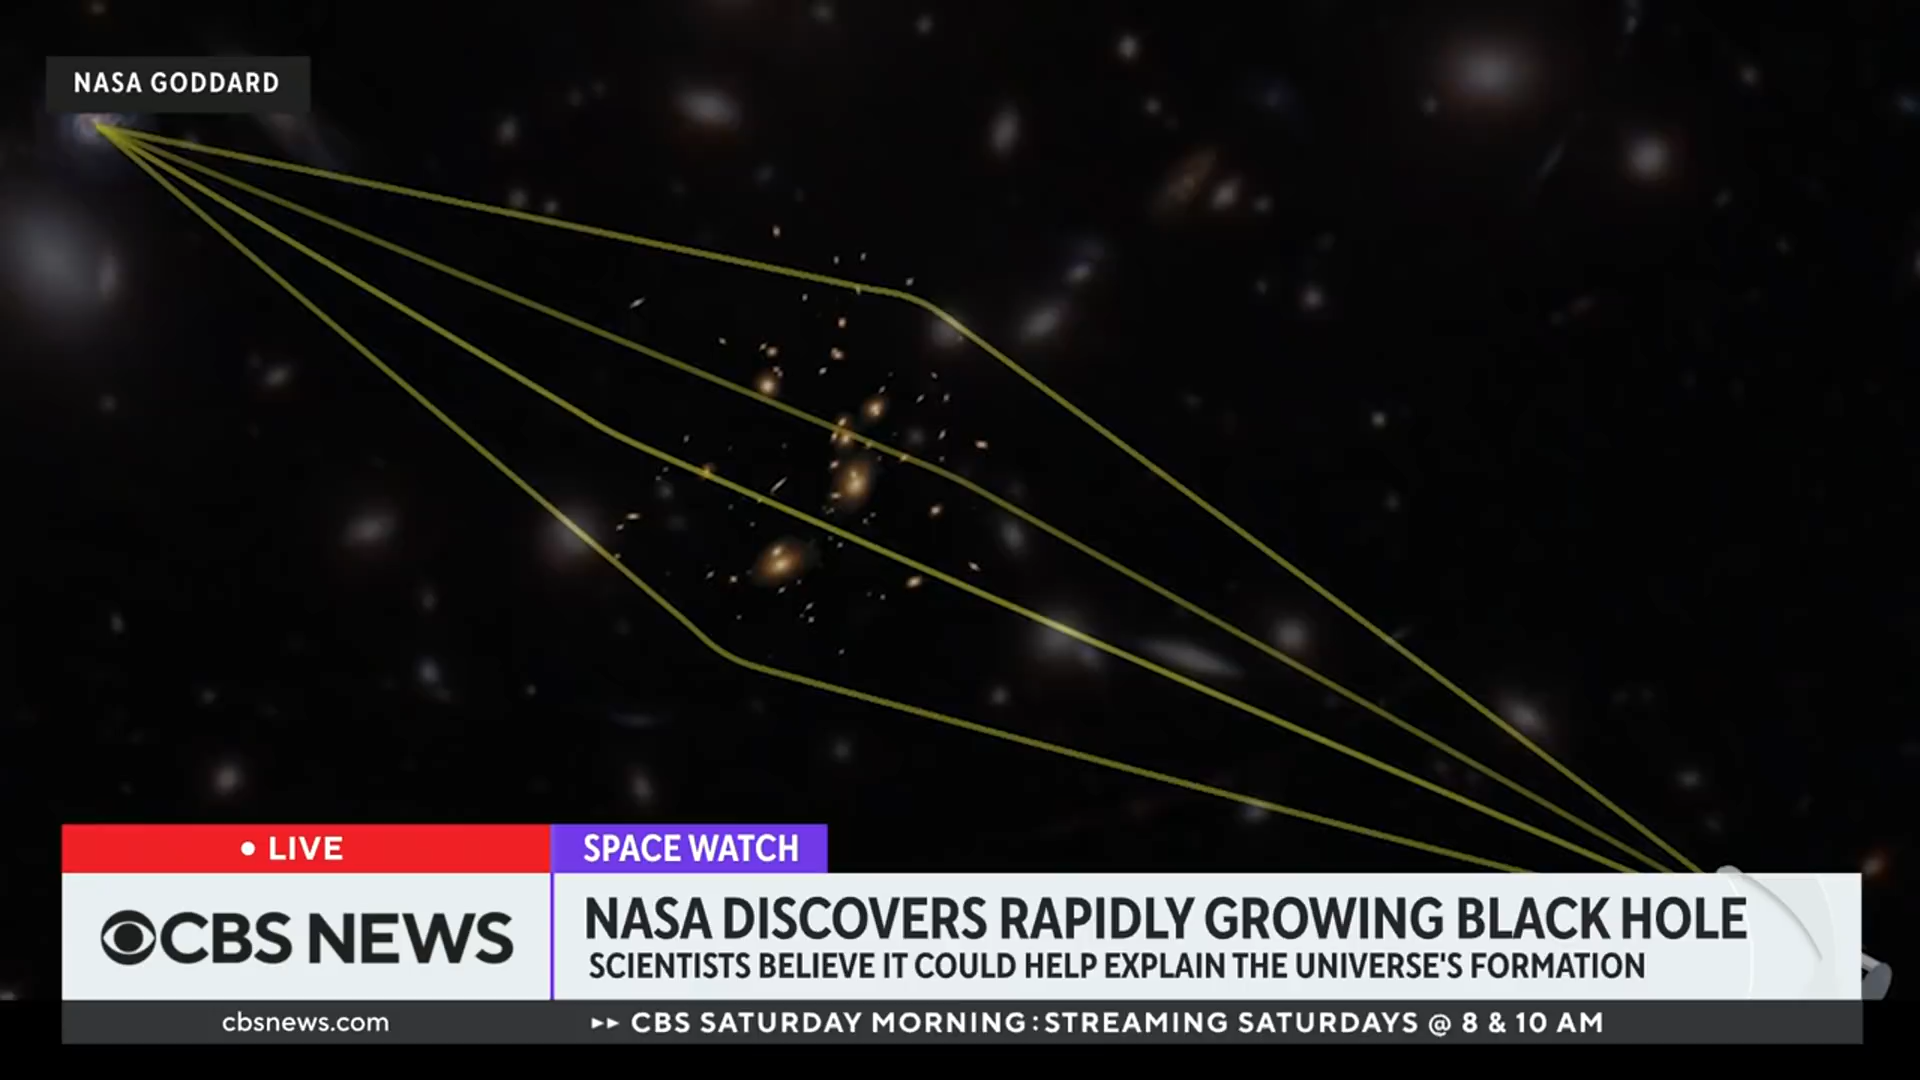 NASA GODDARD
• LIVE
SPACE WATCH
CBS NEWS
NASA DISCOVERS RAPIDLY GROWING BLACK HOLE
SCIENTISTS BELIEVE IT COULD HELP EXPLAIN THE UNIVERSE'S FORMATION
cbsnews.com
CBS SATURDAY MORNING: STREAMING SATURDAYS @ 8 & 10 AM